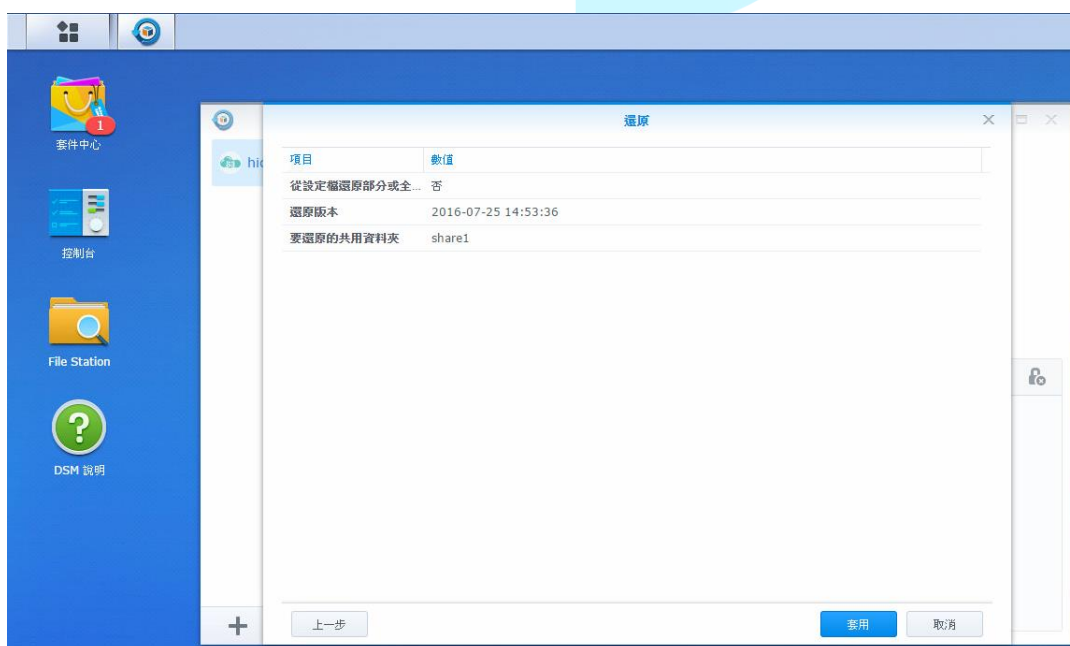 還原
1
套件中心
hic
項目 數值
從設定檔還原部分或全... 否
還原版本 2016-07-25 14:53:36
要還原的共用資料夾 share1
控制台
File Station
DSM 說明
上一步 套用 取消